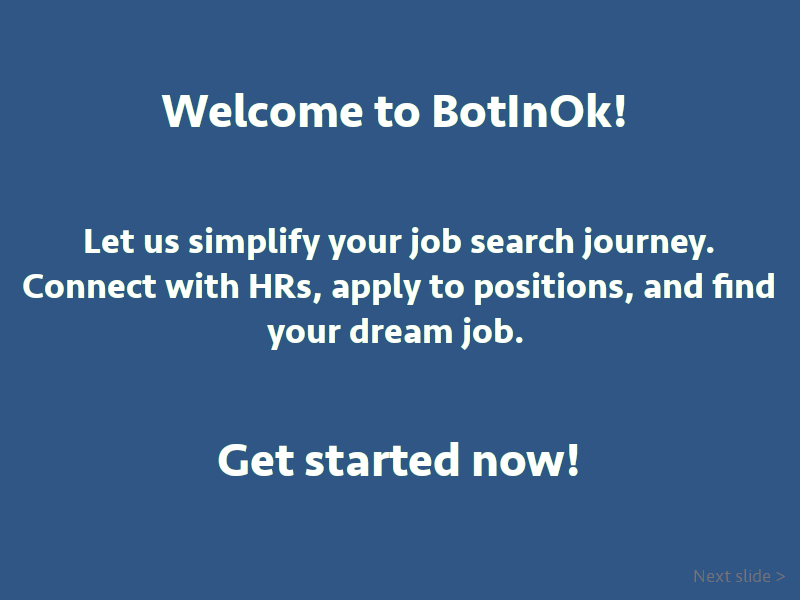 Welcome to BotInOk!
Let us simplify your job search journey.
Connect with HRs, apply to positions, and find
your dream job.
Get started now!
Next slide >